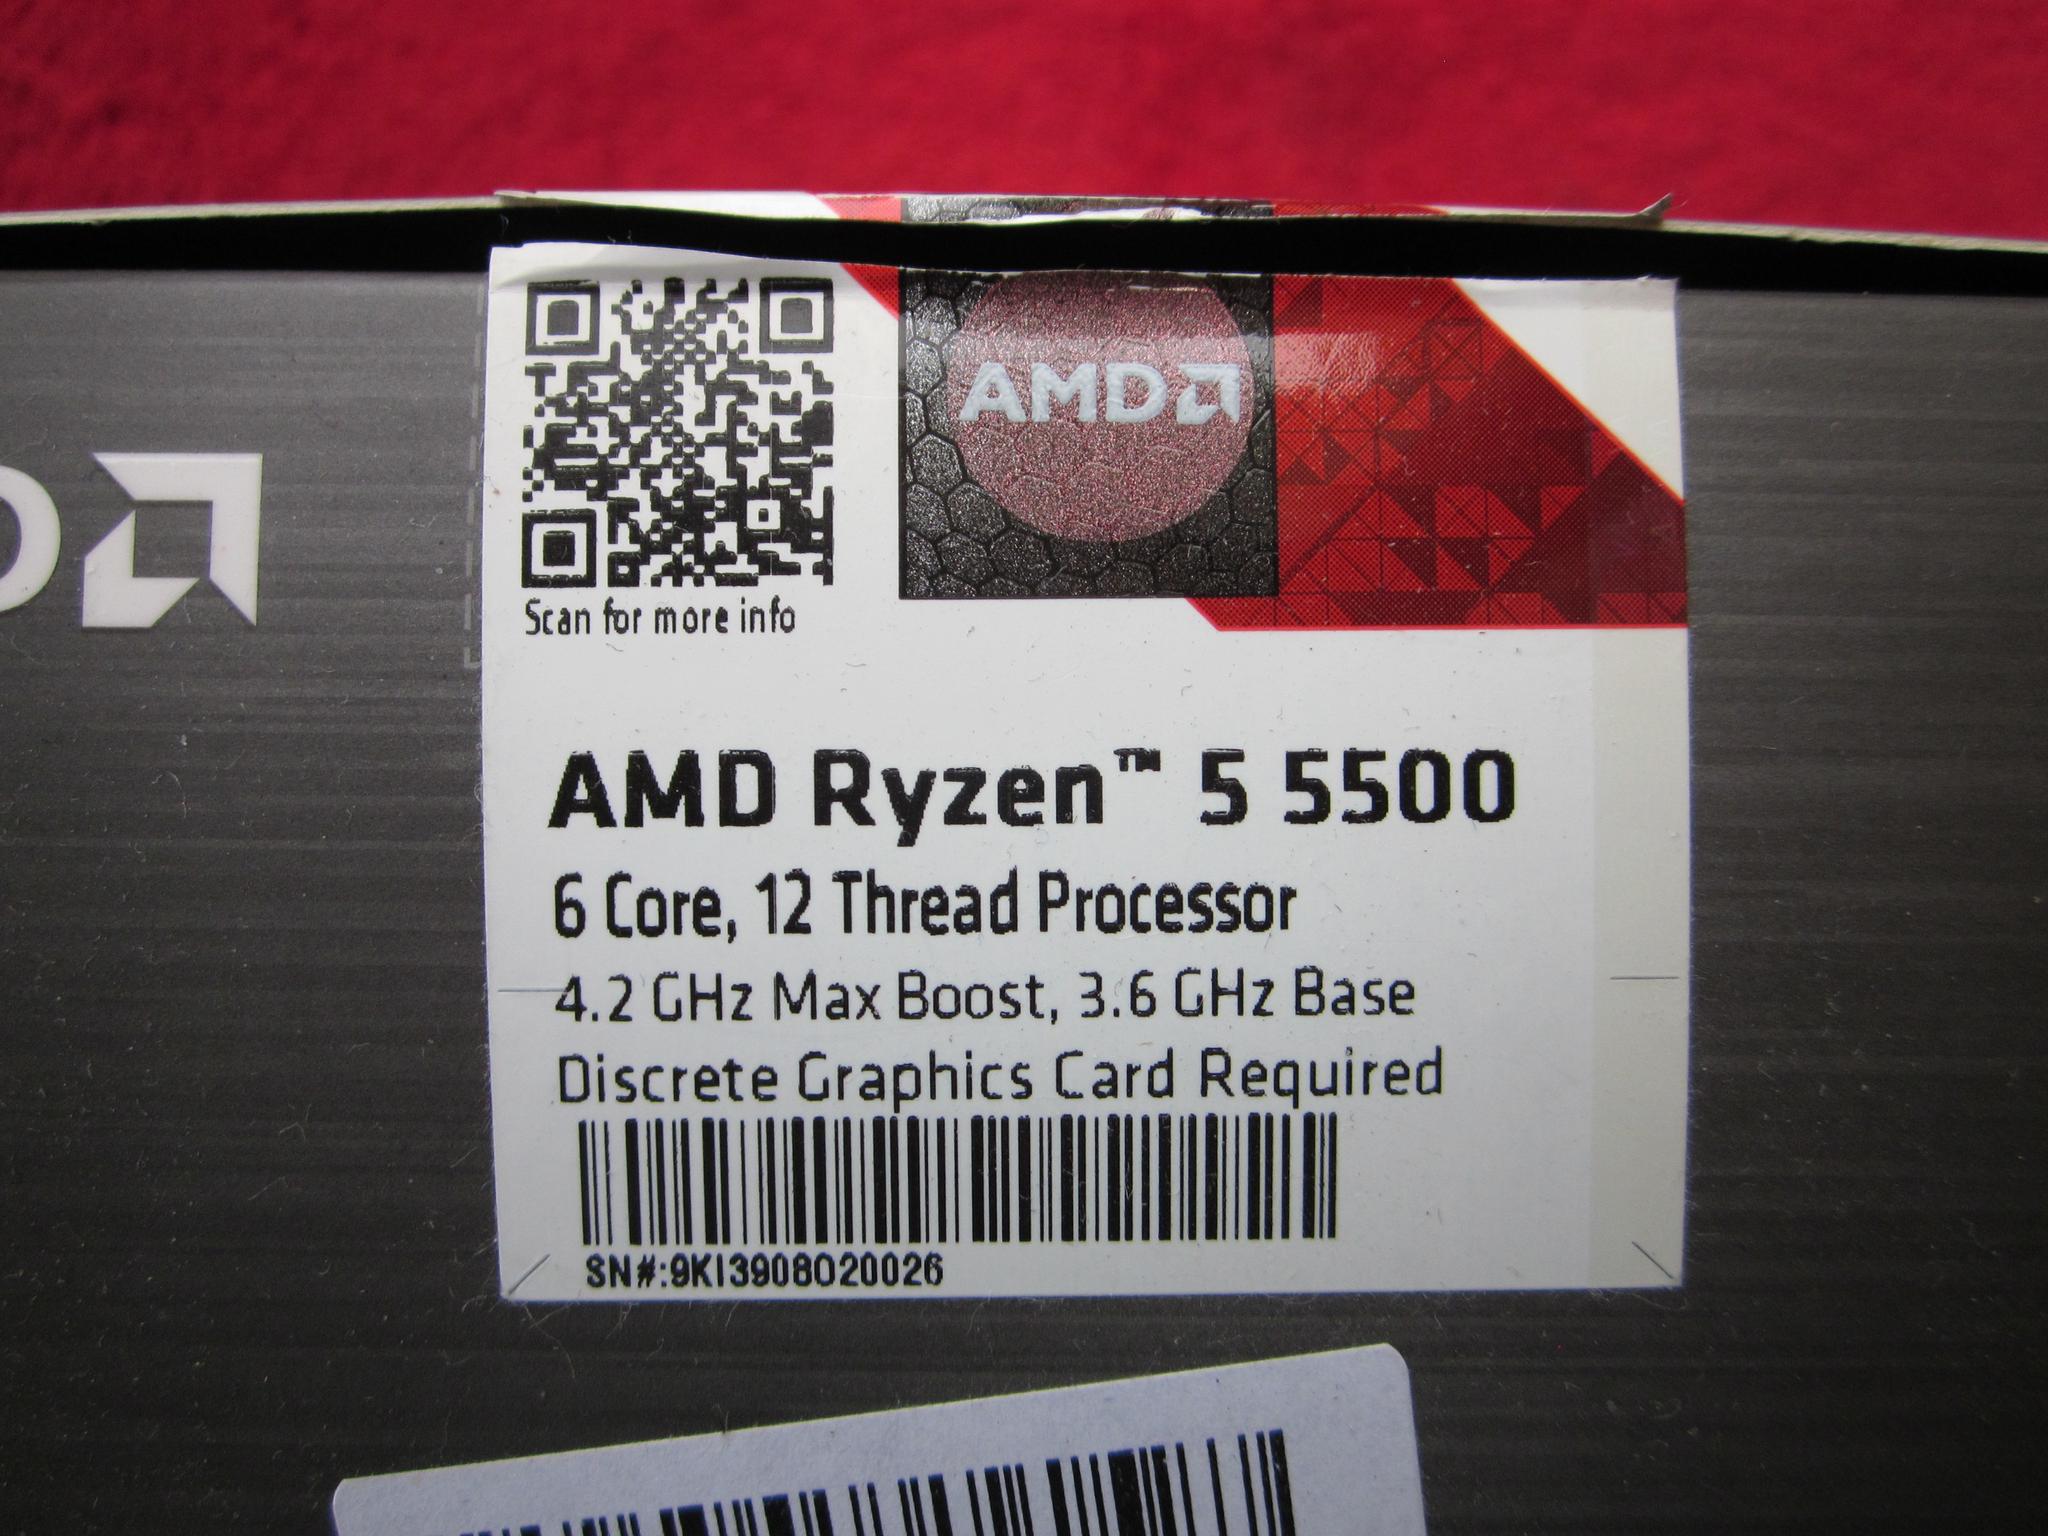 AMD
D
Scan for more info
AMD Ryzen™ 5 5500
6 Core, 12 Thread Processor
4.2 GHz Max Boost, 3.6 GHz Base
Discrete Graphics Card Required
SN#:9KI3908O20026